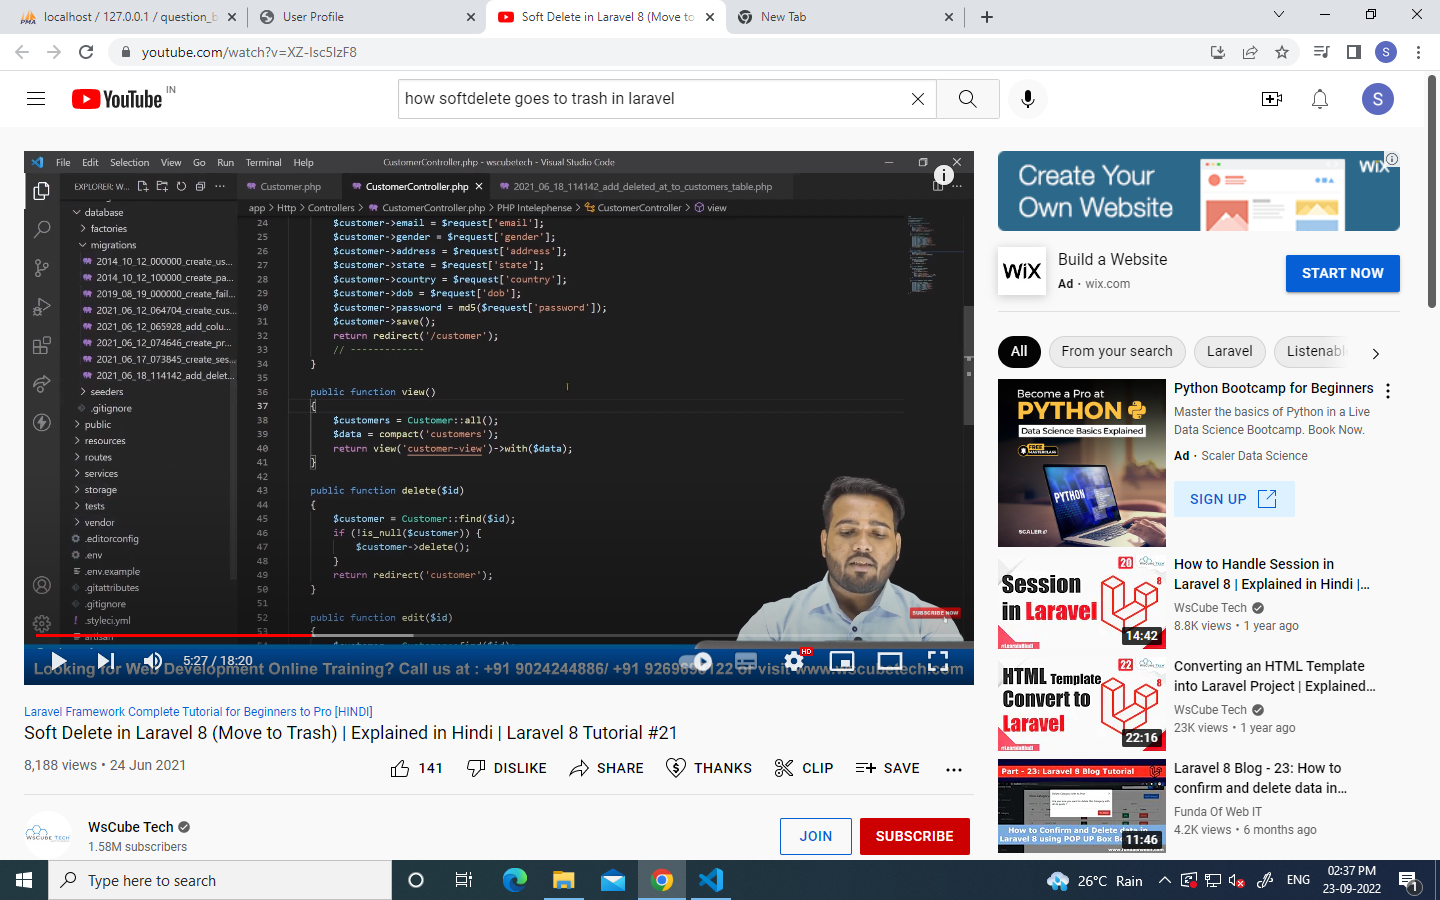 localhost / 127.0.0.1 / question_b
User Profile
Soft Delete in Laravel 8 (Move to
New Tab
youtube.com/watch?v=XZ-Isc5IzF8
S
YouTube IN
how softdelete goes to trash in laravel
S
File Edit Selection View Go Run Terminal Help
CustomerController.php - wscubetech - Visual Studio Code
EXPLORER: W...
Customer.php
CustomerController.php
2021_06_18_114142_add_deleted_at_to_customers_table.php
app > Http > Controllers > CustomerController.php > PHP Intelephense > CustomerController > view
database
factories
migrations
2014_10_12_000000_create_us...
2014_10_12_100000_create_pa...
2019_08_19_000000_create_fail...
2021_06_12_064704_create_cus...
2021_06_12_065928_add_colu...
2021_06_12_074646_create_pr...
2021_06_17_073845_create_ses...
2021_06_18_114142_add_delet...
seeders
.gitignore
public
resources
routes
services
storage
tests
vendor
.editorconfig
.env
.env.example
.gitattributes
.gitignore
.styleci.yml
artisan
24 $customer->email = $request['email'];
25 $customer->gender = $request['gender'];
26 $customer->address = $request['address'];
27 $customer->state = $request['state'];
28 $customer->country = $request['country'];
29 $customer->dob = $request['dob'];
30 $customer->password = md5($request['password']);
31 $customer->save();
32 return redirect('/customer');
33 // -------------
34 }
35
36 public function view()
37 {
38 $customers = Customer::all();
39 $data = compact('customers');
40 return view('customer-view')->with($data);
41 }
42
43 public function delete($id)
44 {
45 $customer = Customer::find($id);
46 if (!is_null($customer)) {
47 $customer->delete();
48 }
49 return redirect('customer');
50 }
51
52 public function edit($id)
53 {
SUBSCRIBE NOW
5:27 / 18:20
HD
Looking for Web Development Online Training? Call us at : +91 9024244886/ +91 9269698122 or visit www.wscubetech.com
Laravel Framework Complete Tutorial for Beginners to Pro [HINDI]
Soft Delete in Laravel 8 (Move to Trash) | Explained in Hindi | Laravel 8 Tutorial #21
8,188 views • 24 Jun 2021
141
DISLIKE
SHARE
THANKS
CLIP
SAVE
WsCube Tech
WsCube Tech
1.58M subscribers
JOIN
SUBSCRIBE
Create Your
Own Website
WiX
WiX
Build a Website
Ad · wix.com
START NOW
All
From your search
Laravel
Listenabl
Become a Pro at
PYTHON
Data Science Basics Explained
FREE
MASTERCLASS
PYTHON
SCALER
Python Bootcamp for Beginners
Master the basics of Python in a Live
Data Science Bootcamp. Book Now.
Ad · Scaler Data Science
SIGN UP
20
Session
in Laravel
8
14:42
How to Handle Session in
Laravel 8 | Explained in Hindi |...
WsCube Tech
8.8K views • 1 year ago
22
HTML Template
Convert to
Laravel
8
22:16
Converting an HTML Template
into Laravel Project | Explained...
WsCube Tech
23K views • 1 year ago
Part - 23: Laravel 8 Blog Tutorial
How to Confirm and Delete data in
Laravel 8 using POP UP Box
11:46
Laravel 8 Blog - 23: How to
confirm and delete data in...
Funda Of Web IT
4.2K views • 6 months ago
Type here to search
26°C Rain
ENG
02:37 PM
23-09-2022
1